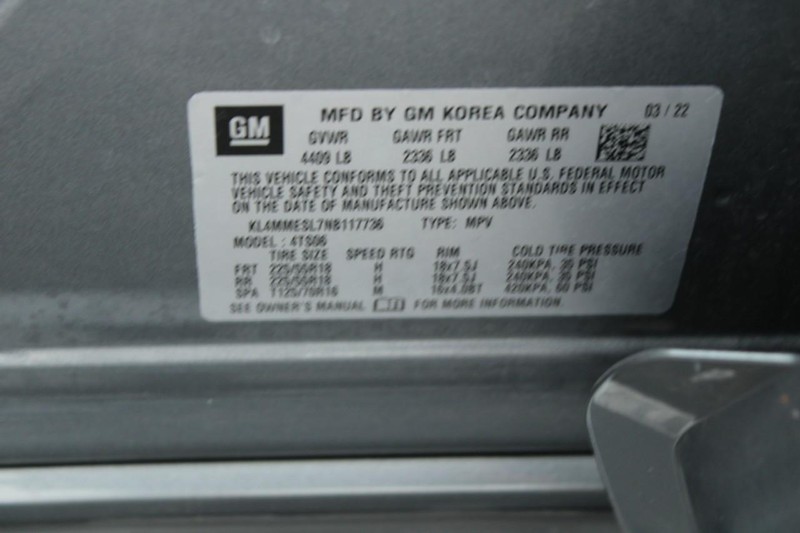 GM
MFD BY GM KOREA COMPANY 03 / 22
GVWR GAWR FRT GAWR RR
4409 LB 2336 LB 2336 LB
THIS VEHICLE CONFORMS TO ALL APPLICABLE U.S. FEDERAL MOTOR
VEHICLE SAFETY AND THEFT PREVENTION STANDARDS IN EFFECT
ON THE DATE OF MANUFACTURE SHOWN ABOVE.
KL4MMESL7NB117736 TYPE: MPV
MODEL: 4TS06
TIRE SIZE SPEED RTG RIM COLD TIRE PRESSURE
FRT 225/55R18 H 18x7.5J 240KPA, 35 PSI
RR 225/55R18 H 18x7.5J 240KPA, 35 PSI
SPA T125/70R16 M 16x4.0BT 420KPA, 60 PSI
SEE OWNER'S MANUAL FOR MORE INFORMATION.